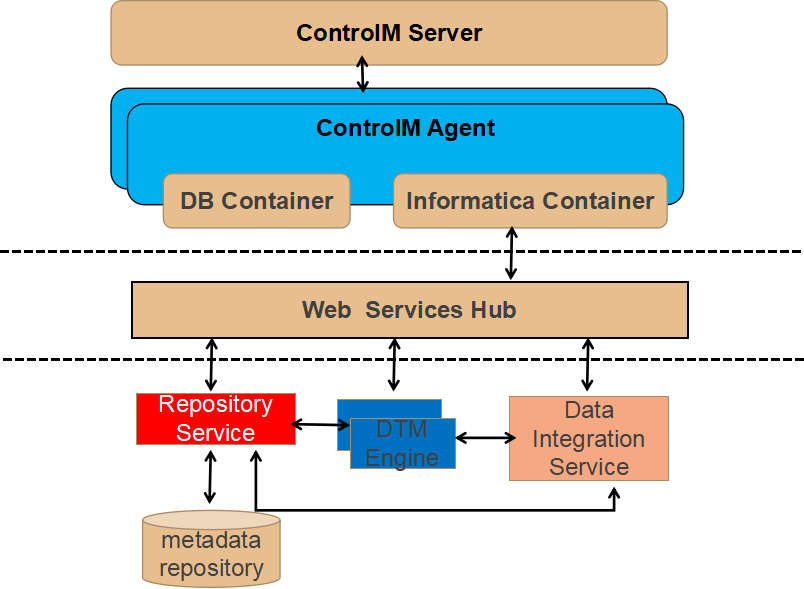 ControlM Server
ControlM Agent
DB Container
Informatica Container
Web Services Hub
Repository
Service
DTM
Engine
Data
Integration
Service
metadata
repository